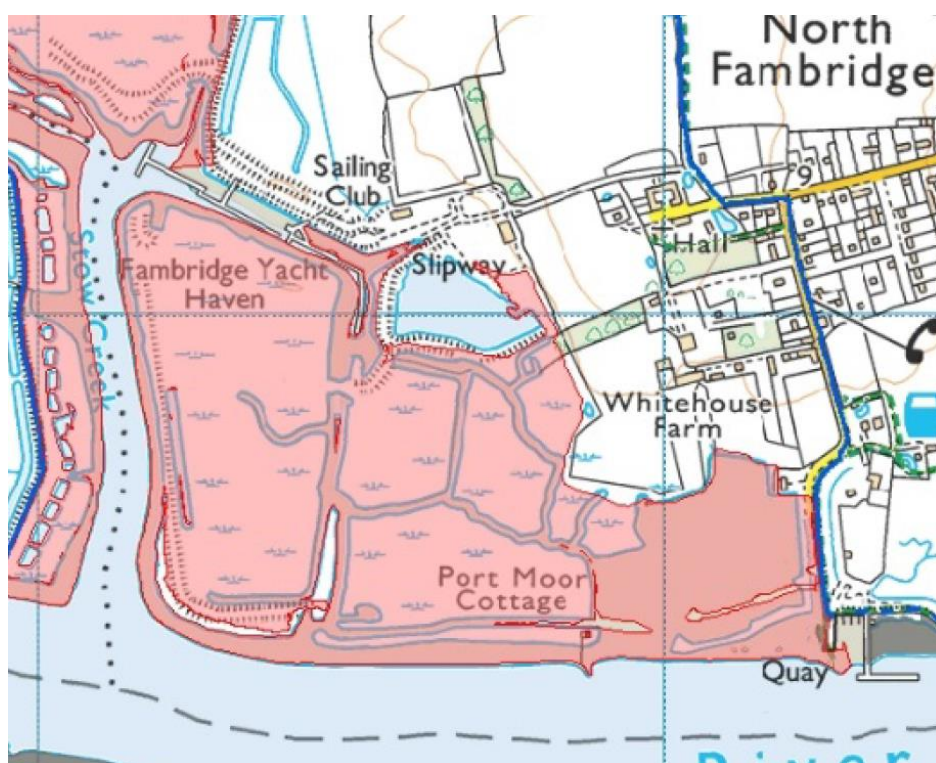 North
Fambridge
Sailing
Club
9
Hall
Slipway
Fambridge Yacht
Haven
Stow Creek
Whitehouse
Farm
Port Moor
Cottage
Quay
River